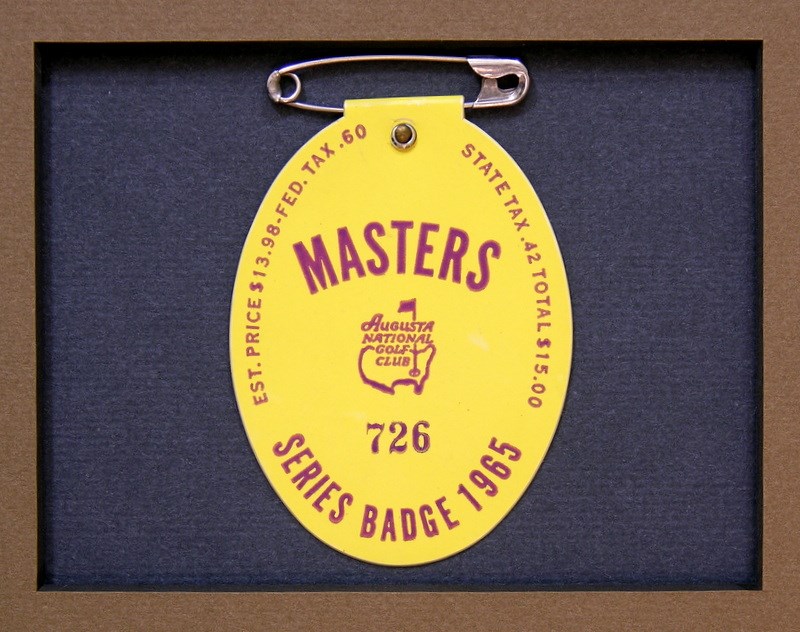 EST. PRICE $13.98-FED. TAX .60
STATE TAX .42 TOTAL $15.00
MASTERS
AUGUSTA
NATIONAL
GOLF
CLUB
726
SERIES BADGE 1965